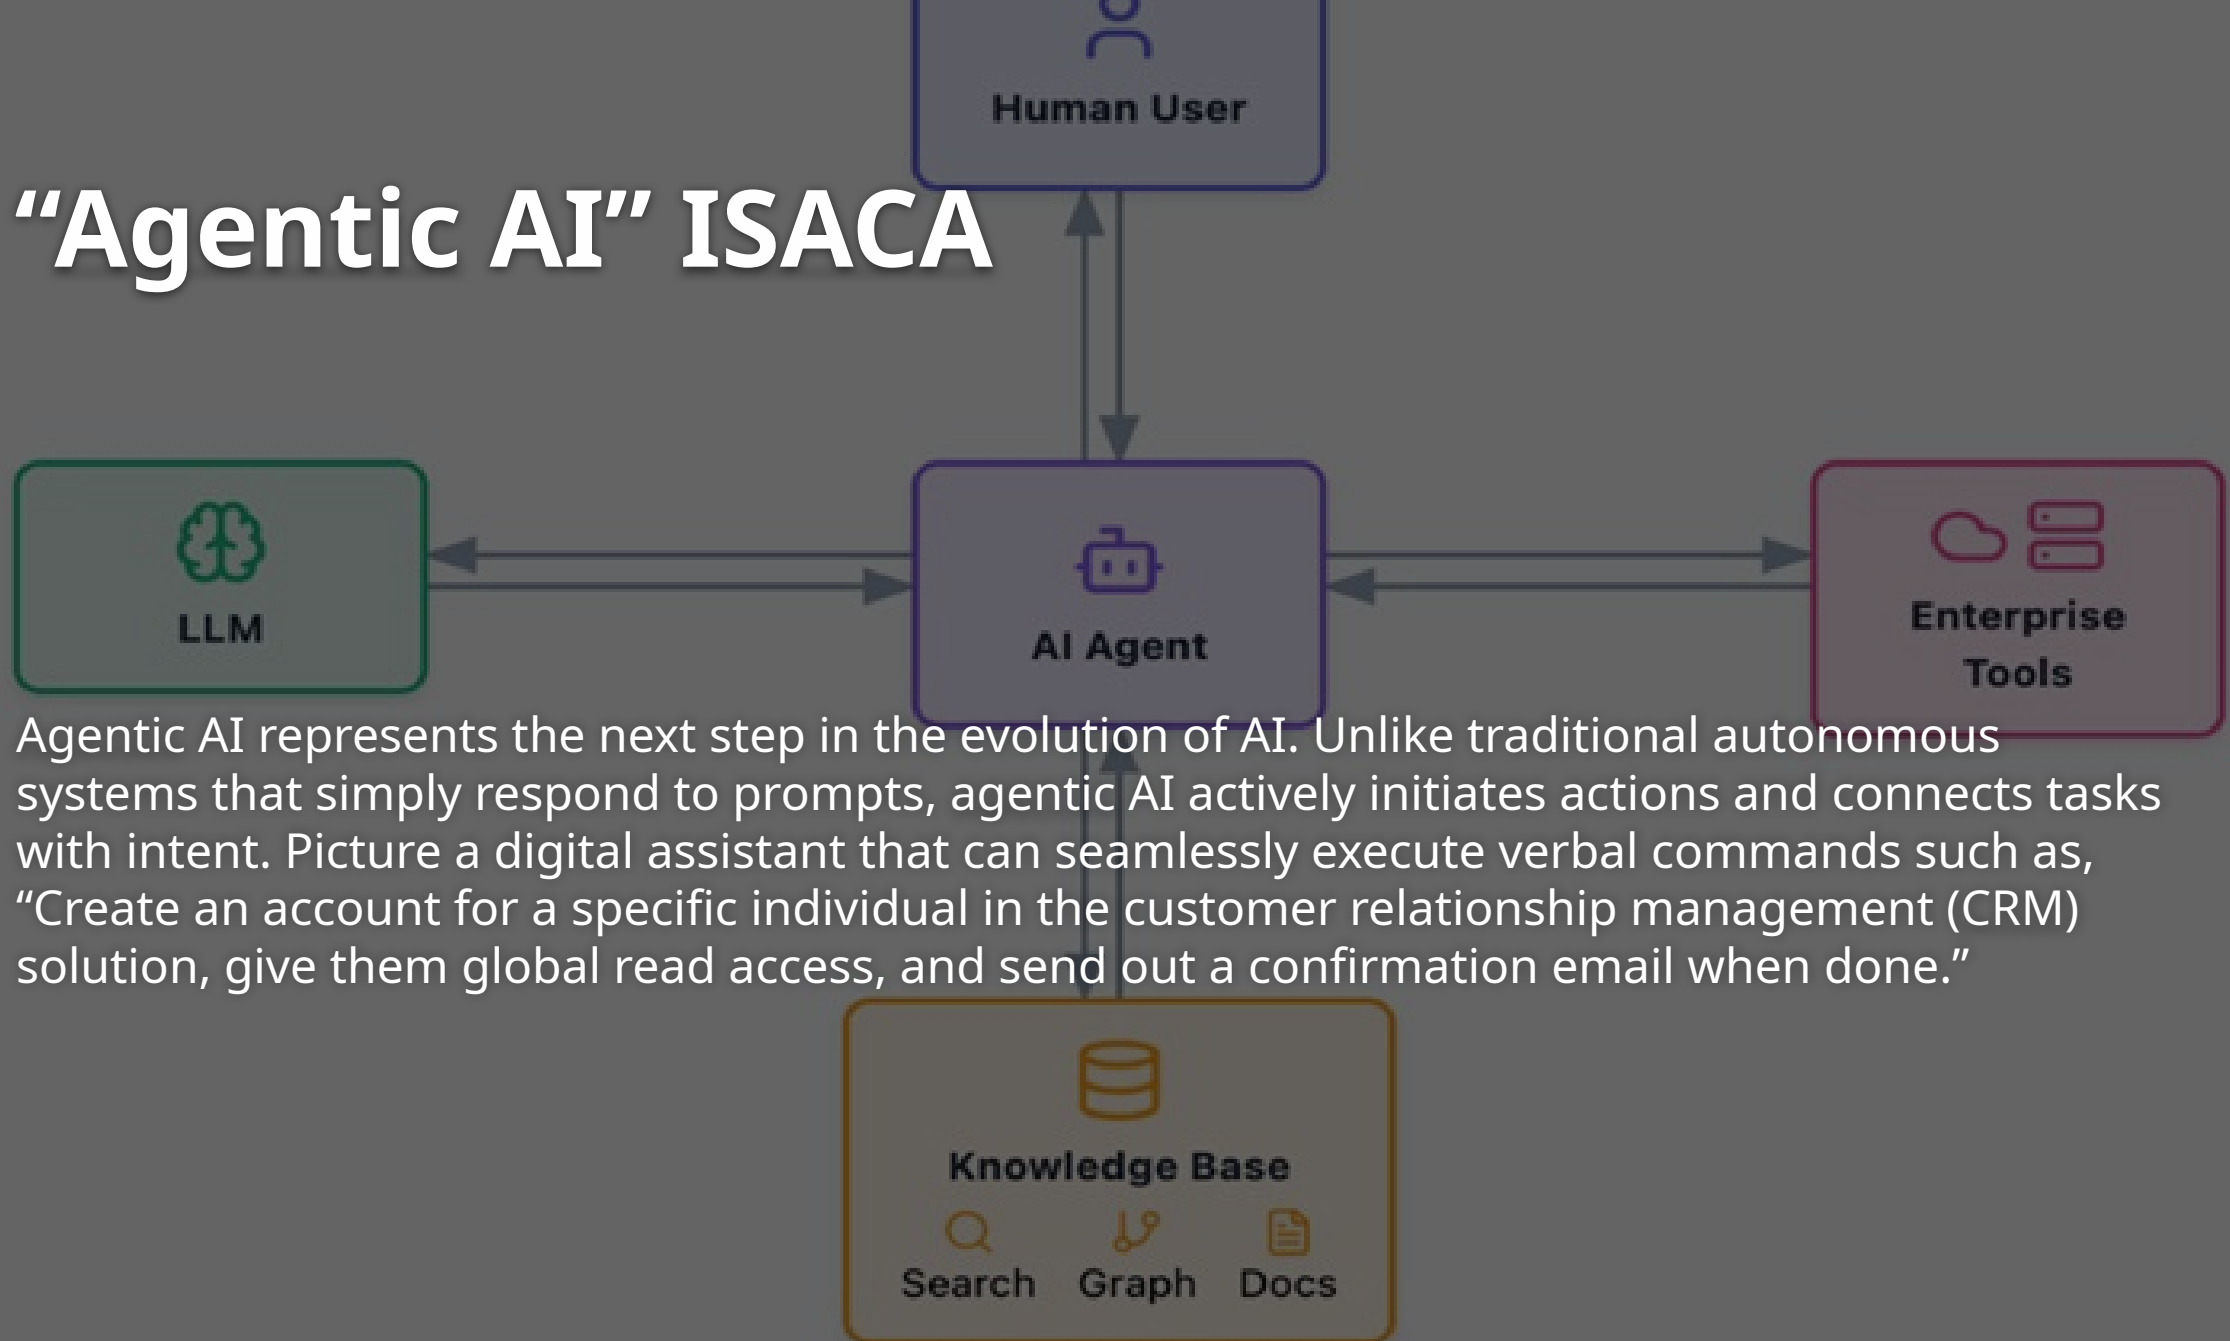 Human User
“Agentic AI” ISACA
LLM
AI Agent
Enterprise
Tools
Agentic AI represents the next step in the evolution of AI. Unlike traditional autonomous
systems that simply respond to prompts, agentic AI actively initiates actions and connects tasks
with intent. Picture a digital assistant that can seamlessly execute verbal commands such as,
“Create an account for a specific individual in the customer relationship management (CRM)
solution, give them global read access, and send out a confirmation email when done.”
Knowledge Base
Search Graph Docs